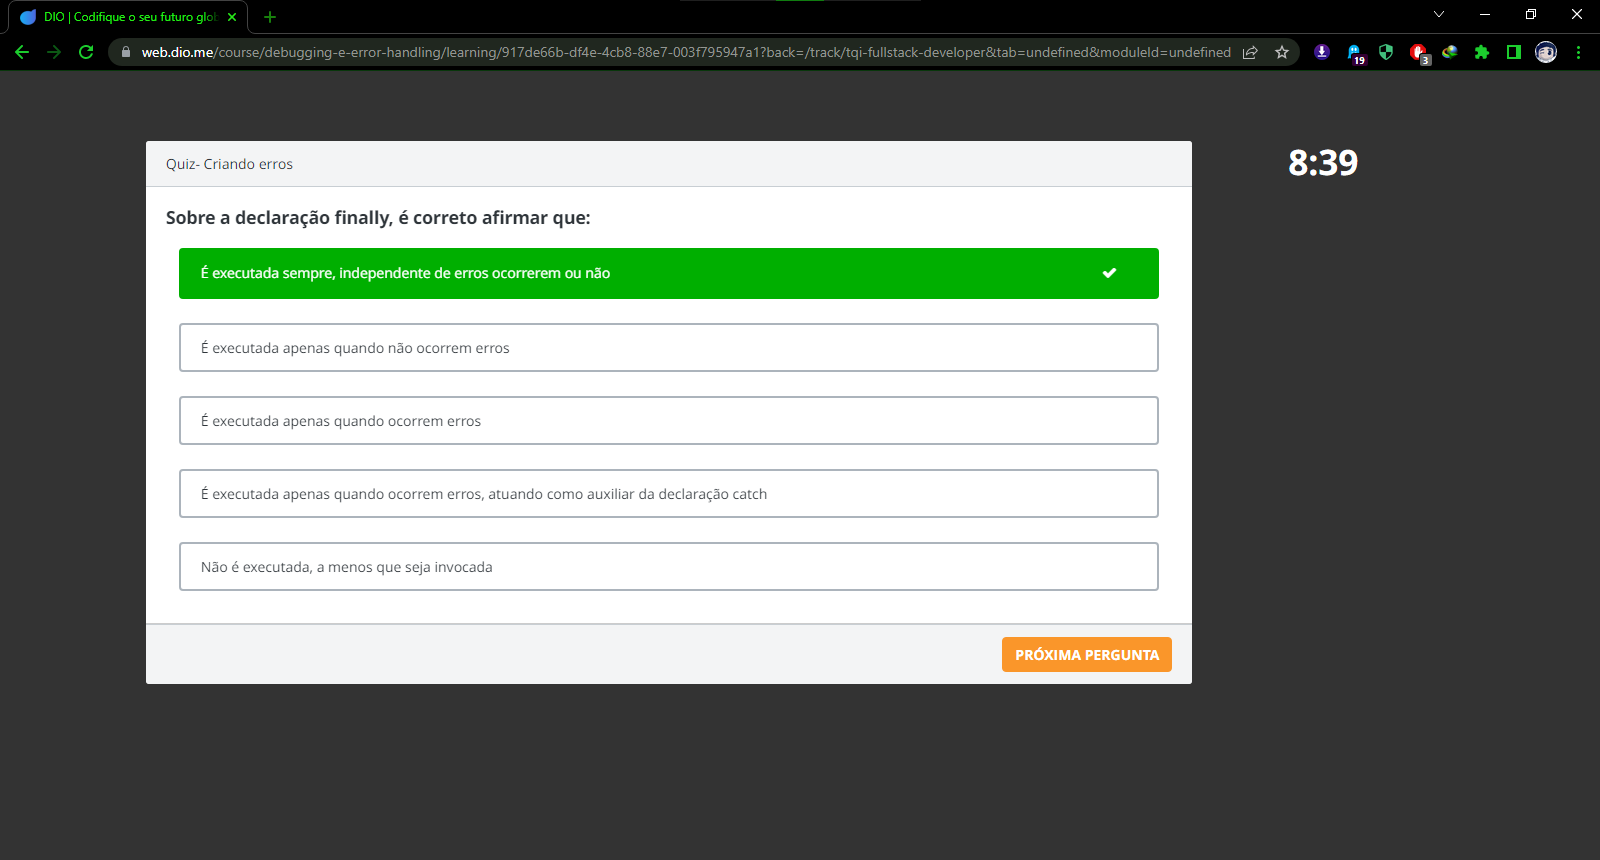 DIO | Codifique o seu futuro glob
web.dio.me/course/debugging-e-error-handling/learning/917de66b-df4e-4cb8-88e7-003f795947a1?back=/track/tqi-fullstack-developer&tab=undefined&moduleId=undefined
19
3
Quiz- Criando erros
8:39
Sobre a declaração finally, é correto afirmar que:
É executada sempre, independente de erros ocorrerem ou não
É executada apenas quando não ocorrem erros
É executada apenas quando ocorrem erros
É executada apenas quando ocorrem erros, atuando como auxiliar da declaração catch
Não é executada, a menos que seja invocada
PRÓXIMA PERGUNTA